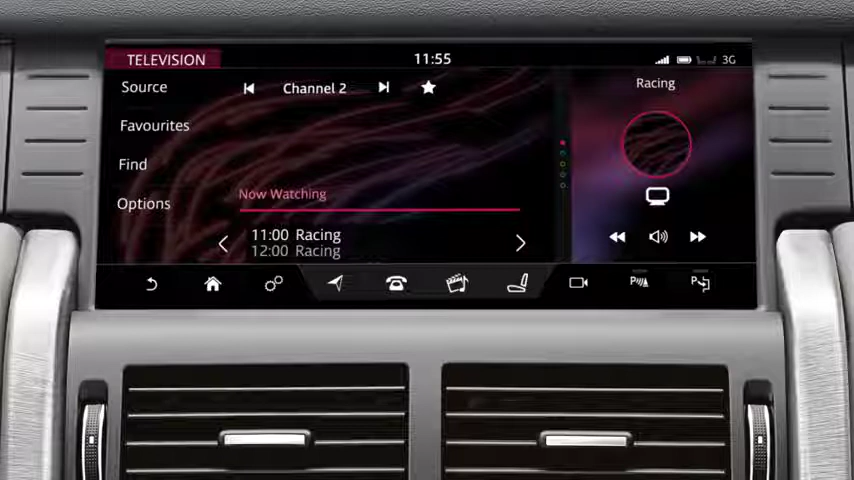 TELEVISION
11:55
3G
Source
Channel 2
Racing
Favourites
Find
Options
Now Watching
11:00 Racing
12:00 Racing
P
P